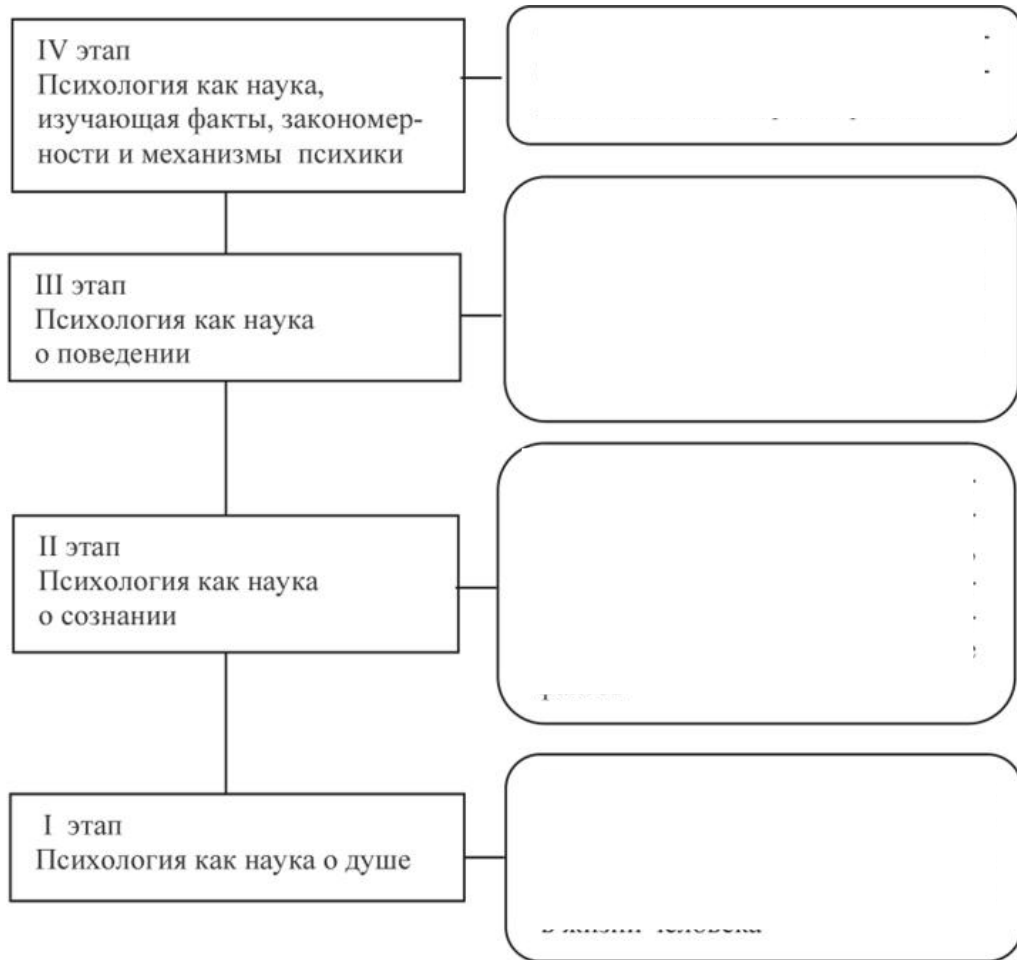 IV этап
Психология как наука,
изучающая факты, закономер-
ности и механизмы психики
III этап
Психология как наука
о поведении
II этап
Психология как наука
о сознании
I этап
Психология как наука о душе